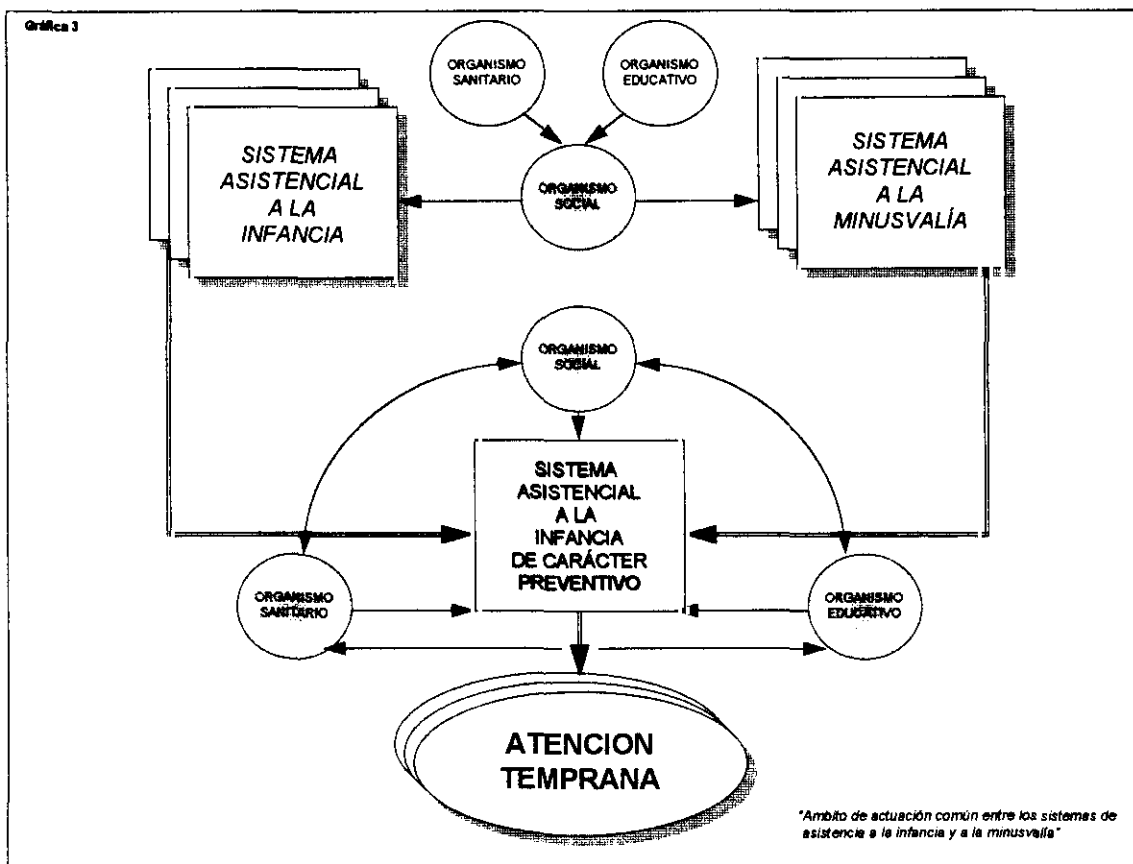 Gráfica 3
ORGANISMO
SANITARIO
ORGANISMO
EDUCATIVO
SISTEMA
ASISTENCIAL
A LA
INFANCIA
ORGANISMO
SOCIAL
SISTEMA
ASISTENCIAL
A LA
MINUSVALÍA
ORGANISMO
SOCIAL
SISTEMA
ASISTENCIAL
A LA
INFANCIA
DE CARÁCTER
PREVENTIVO
ORGANISMO
SANITARIO
ORGANISMO
EDUCATIVO
ATENCION
TEMPRANA
"Ambito de actuación común entre los sistemas de
asistencia a la infancia y a la minusvalía"